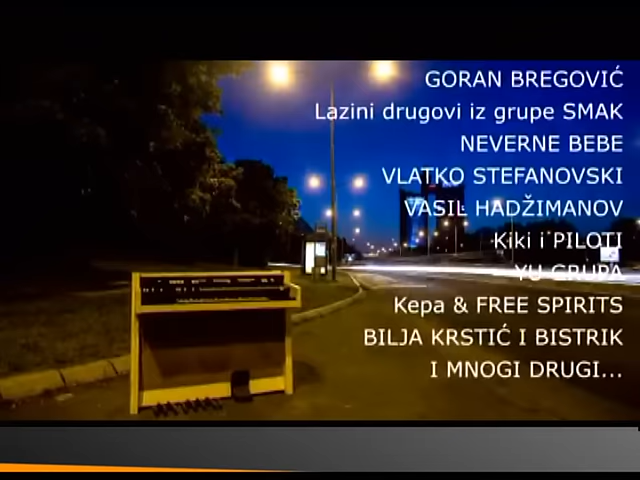 GORAN BREGOVIĆ
Lazini drugovi iz grupe SMAK
NEVERNE BEBE
VLATKO STEFANOVSKI
VASIL HADŽIMANOV
Kiki i PILOTI
YU GRUPA
Kepa & FREE SPIRITS
BILJA KRSTIĆ I BISTRIK
I MNOGI DRUGI...